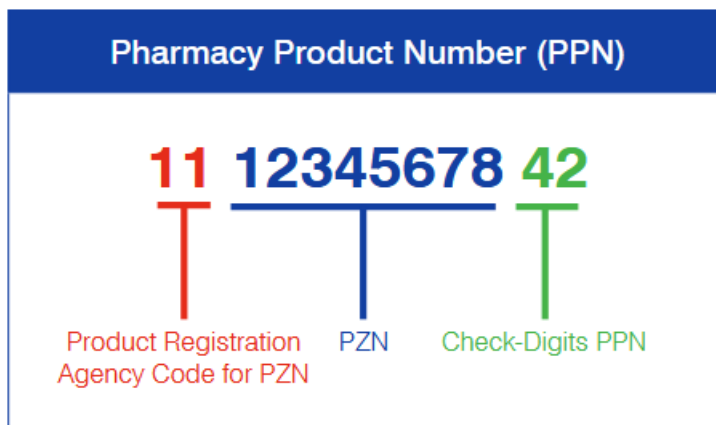 Pharmacy Product Number (PPN)
11 12345678 42
Product Registration
Agency Code for PZN
PZN
Check-Digits PPN